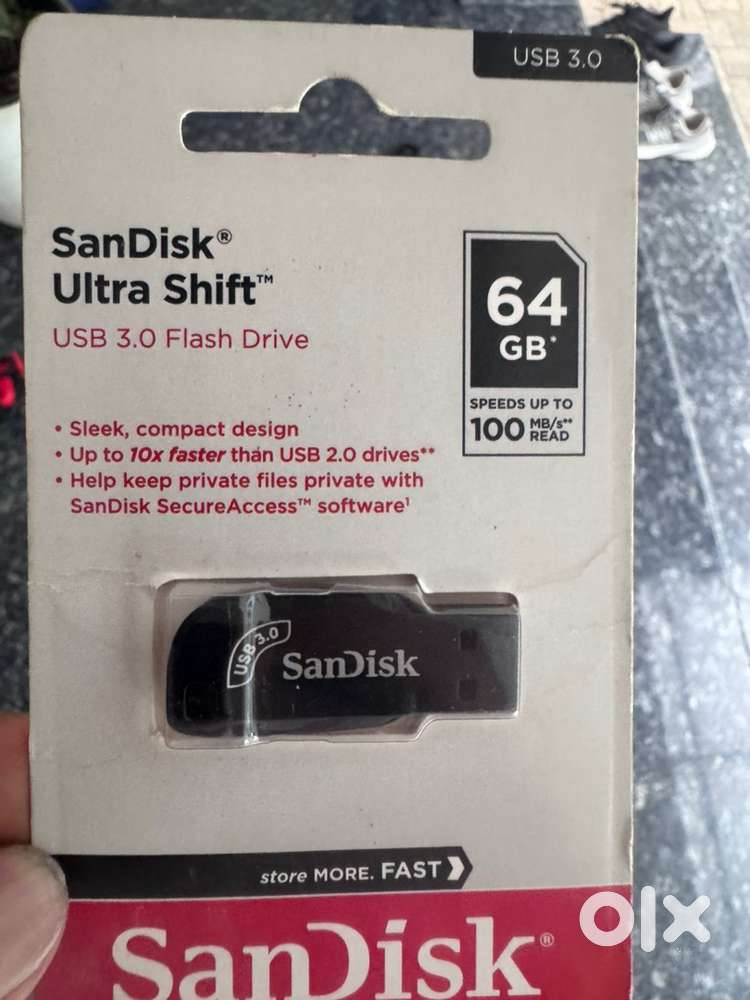 USB 3.0
SanDisk®
Ultra Shift™
USB 3.0 Flash Drive
64
GB*
SPEEDS UP TO
100 MB/s**
READ
• Sleek, compact design
• Up to 10x faster than USB 2.0 drives**
• Help keep private files private with
SanDisk SecureAccess™ software¹
USB 3.0
SanDisk
store MORE. FAST
SanDisk®
olx